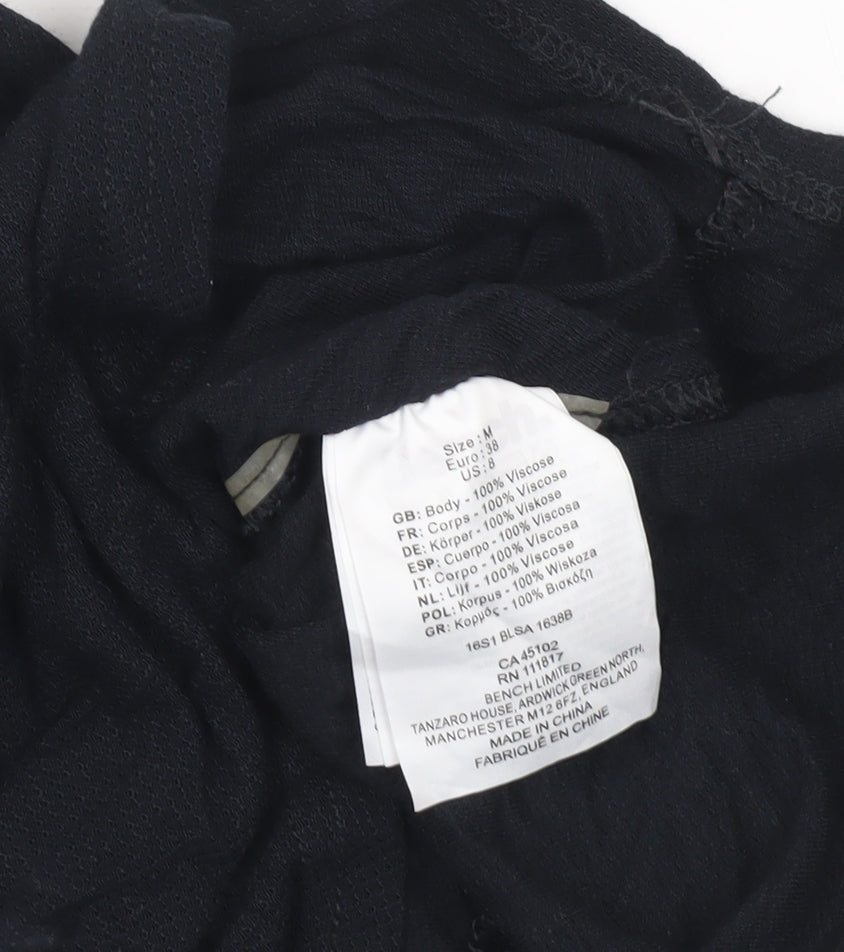 Size : M
Euro : 38
US : 8
GB: Body - 100% Viscose
FR: Corps - 100% Viscose
DE: Körper - 100% Viskose
ESP: Cuerpo - 100% Viscosa
IT: Corpo - 100% Viscosa
NL: Lijf - 100% Viscose
POL: Korpus - 100% Wiskoza
GR: Κορμός - 100% Βισκόζη
16S1 BLSA 1638B
CA 45102
RN 111817
BENCH LIMITED
TANZARO HOUSE, ARDWICK GREEN NORTH,
MANCHESTER M12 6FZ, ENGLAND
MADE IN CHINA
FABRIQUÉ EN CHINE